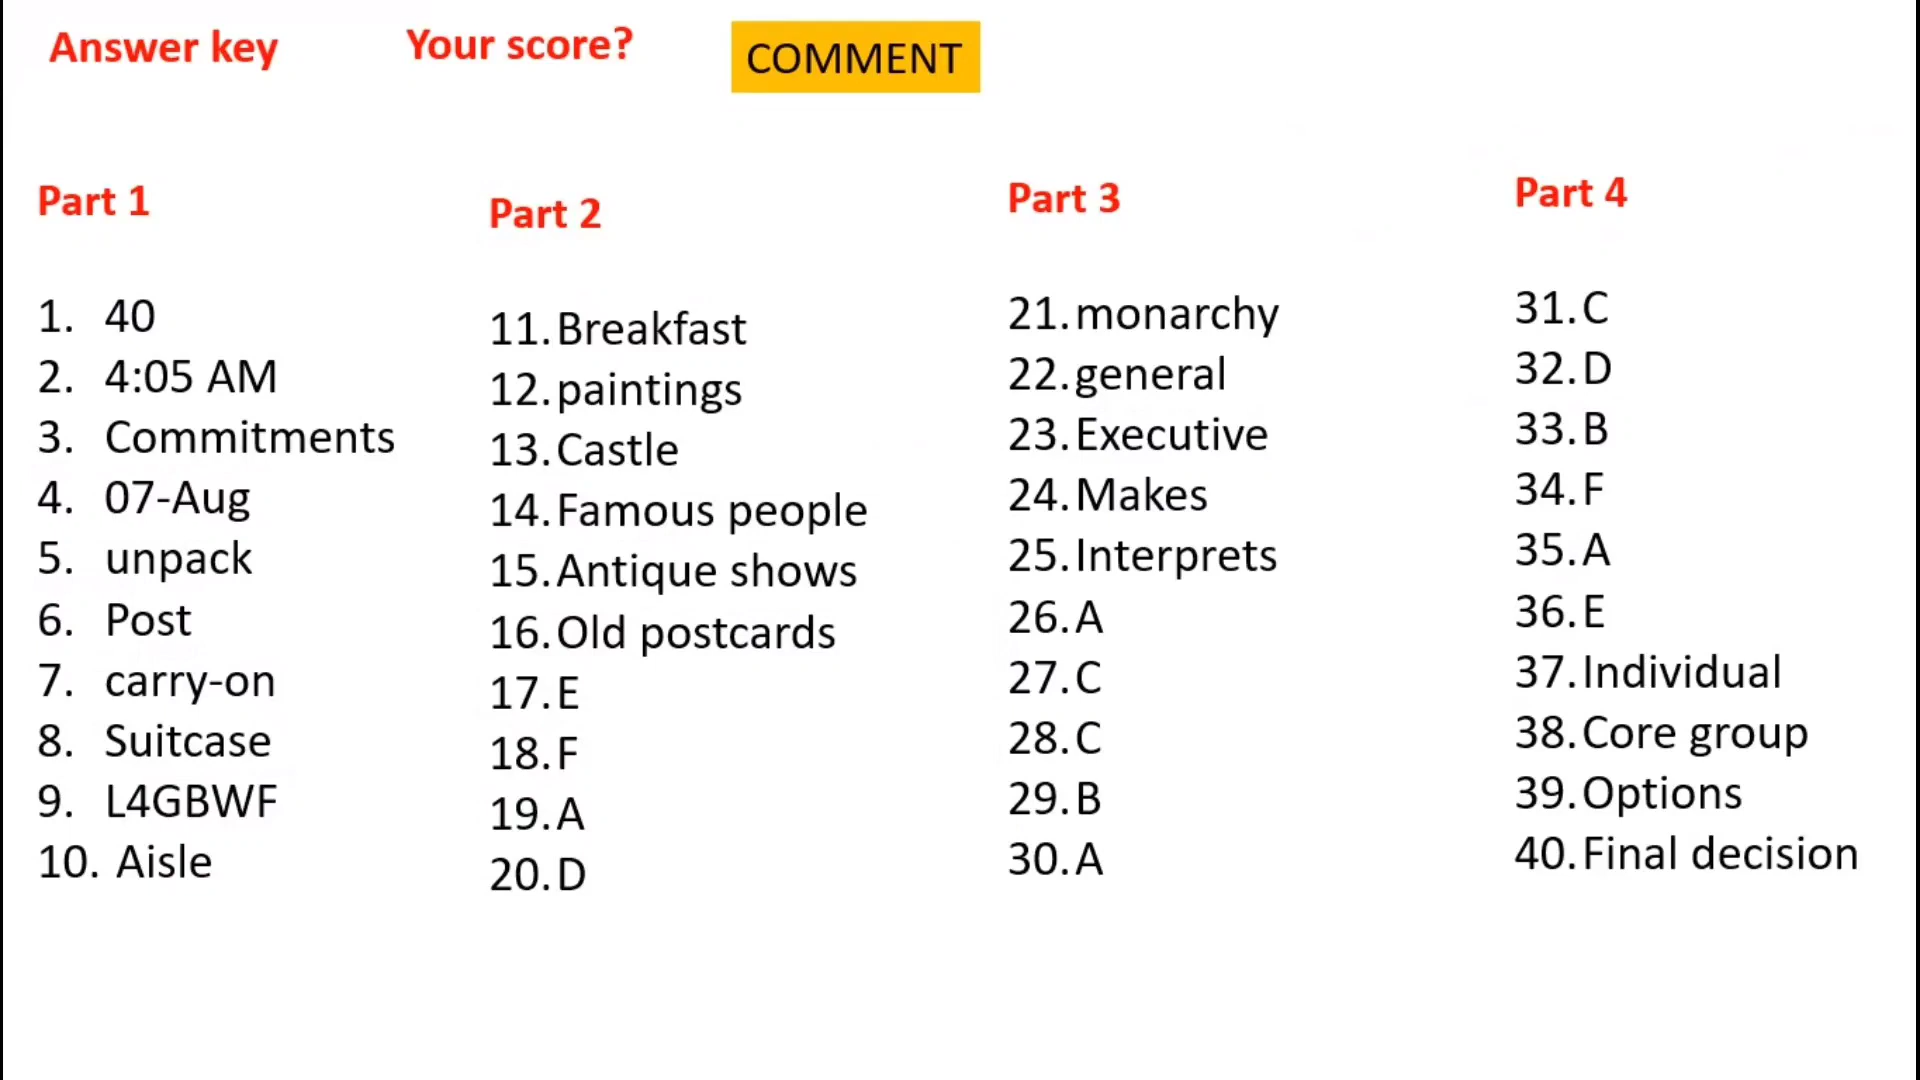 Answer key
Your score?
COMMENT
Part 1
1. 40
2. 4:05 AM
3. Commitments
4. 07-Aug
5. unpack
6. Post
7. carry-on
8. Suitcase
9. L4GBWF
10. Aisle
Part 2
11. Breakfast
12. paintings
13. Castle
14. Famous people
15. Antique shows
16. Old postcards
17. E
18. F
19. A
20. D
Part 3
21. monarchy
22. general
23. Executive
24. Makes
25. Interprets
26. A
27. C
28. C
29. B
30. A
Part 4
31. C
32. D
33. B
34. F
35. A
36. E
37. Individual
38. Core group
39. Options
40. Final decision